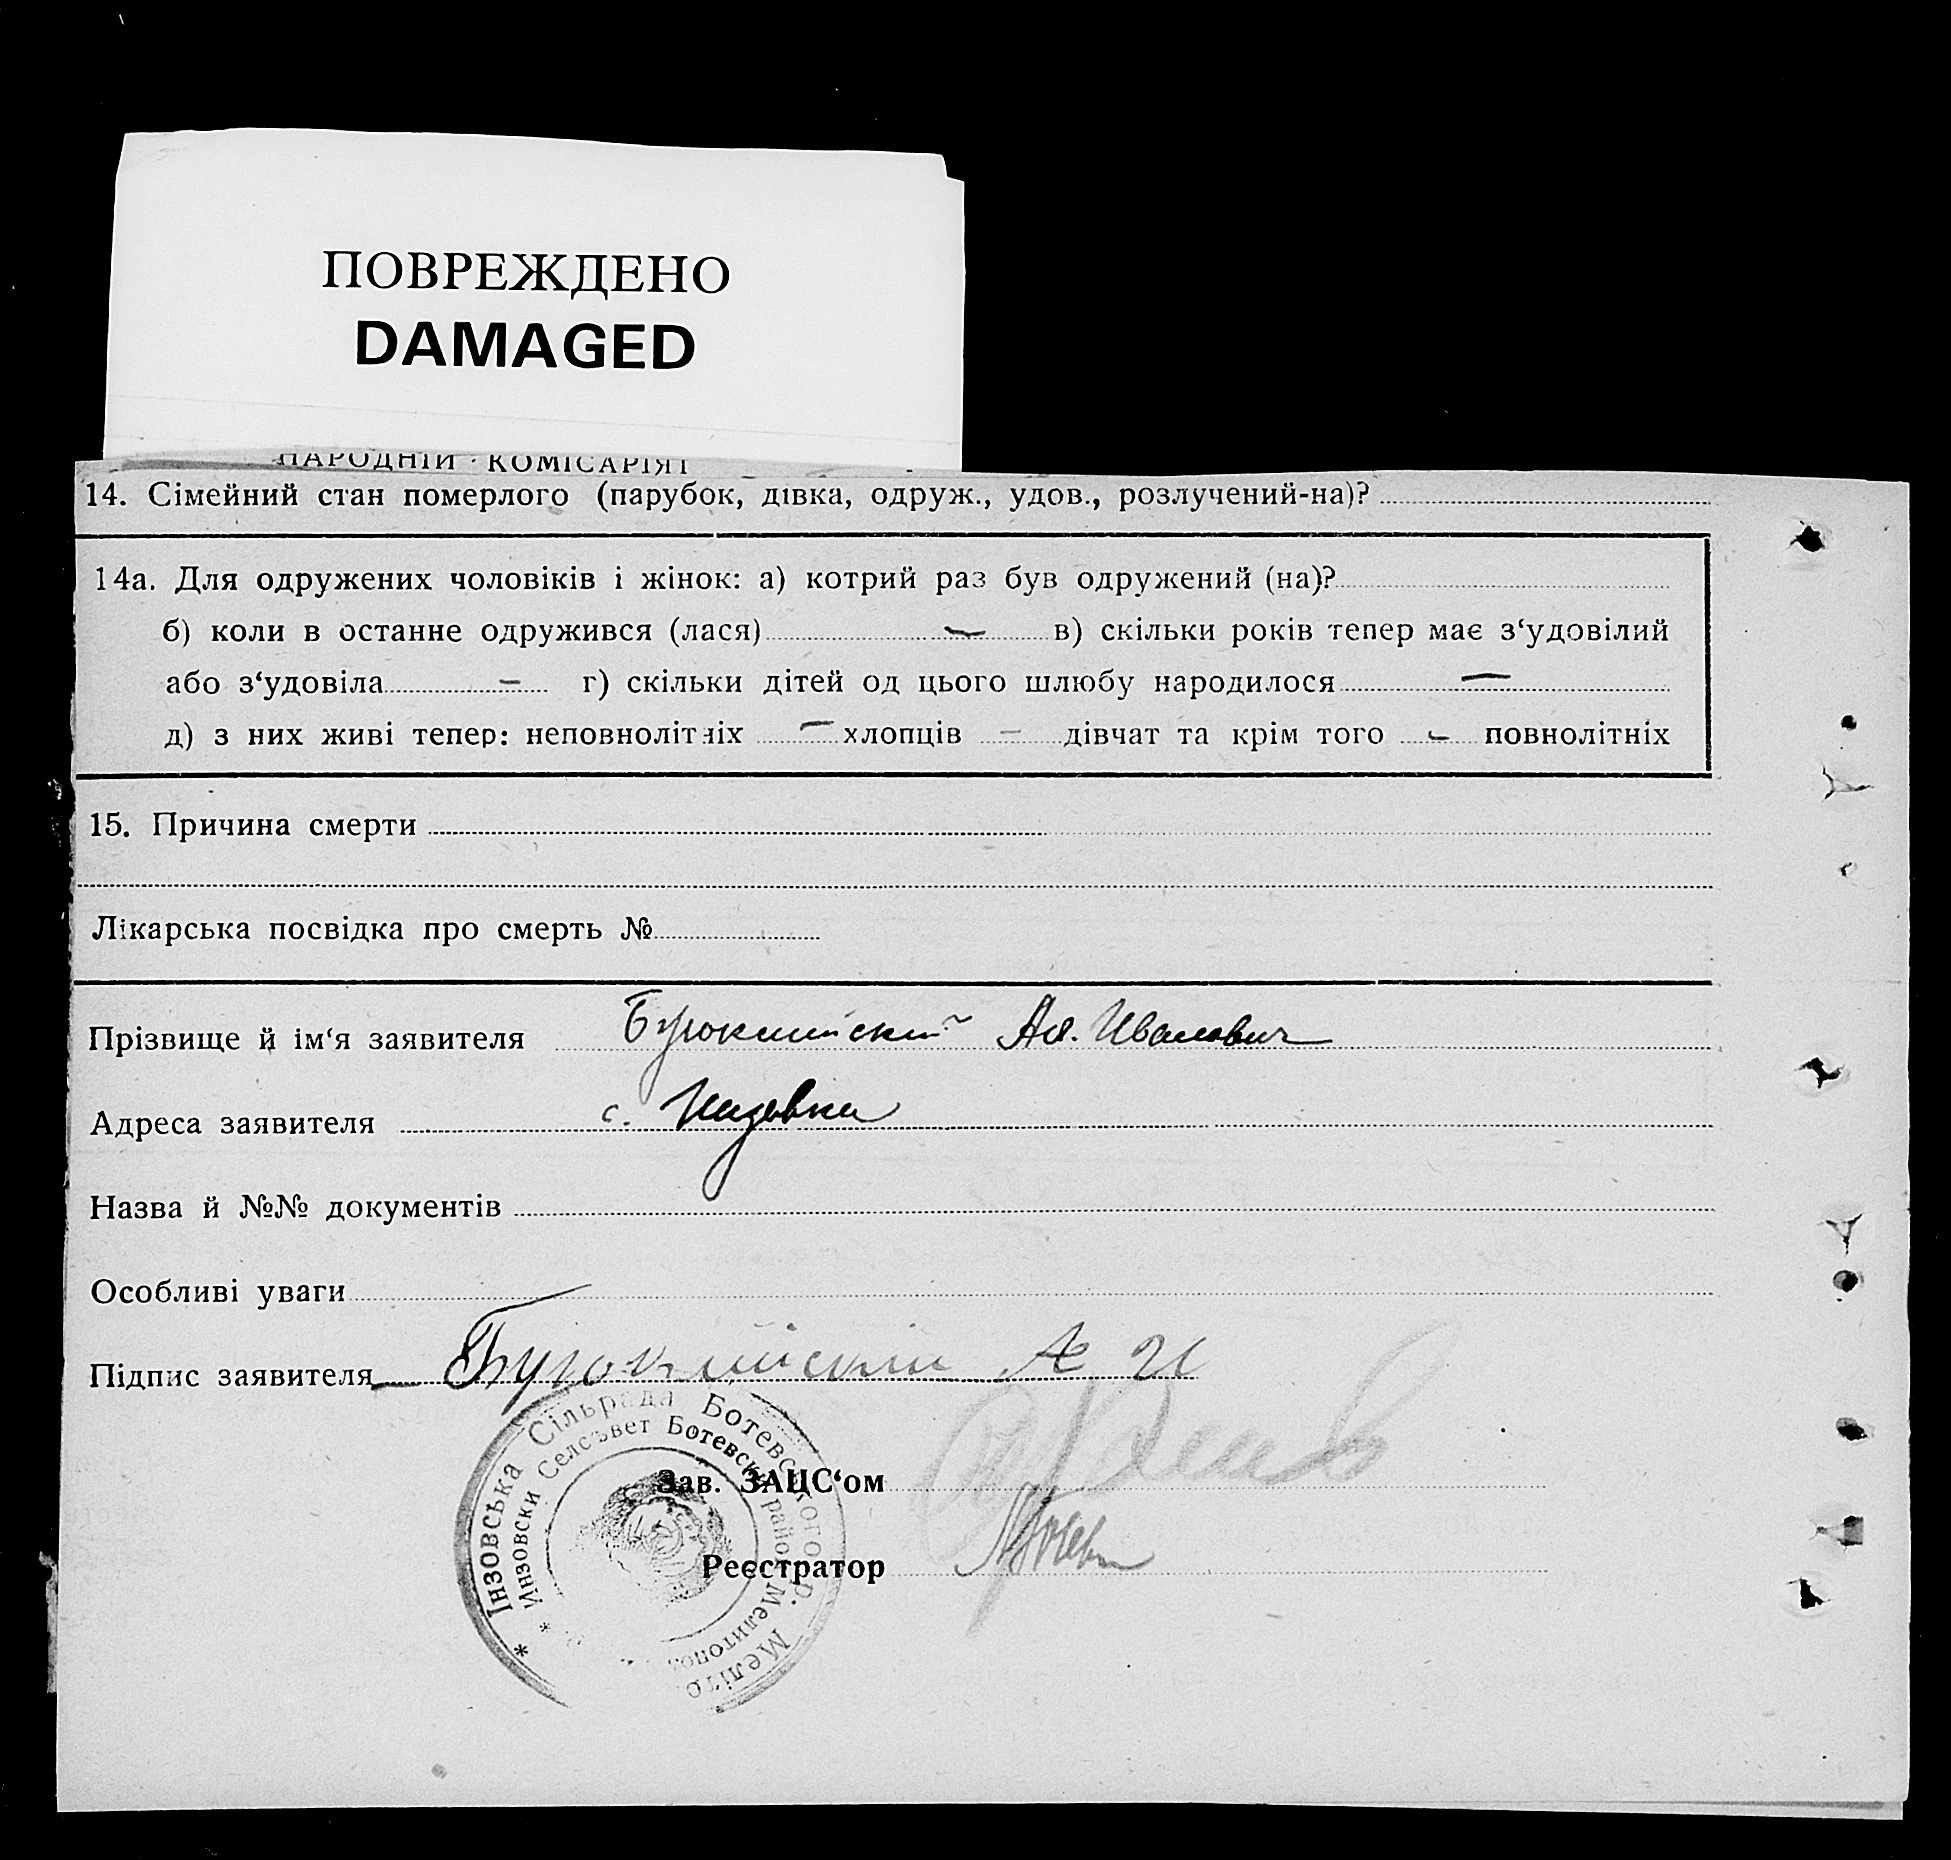 ПОВРЕЖДЕНО
DAMAGED
НАРОДНІЙ КОМІСАРІЯТ
14. Сімейний стан померлого (парубок, дівка, одруж., удов., розлучений-на)?
14а. Для одружених чоловіків і жінок: а) котрий раз був одружений (на)?
б) коли в останне одружився (лася) — в) скільки років тепер має з‘удовілий
або з‘удовіла — г) скільки дітей од цього шлюбу народилося —
д) з них живі тепер: неповнолітніх — хлопців — дівчат та крім того — повнолітніх
15. Причина смерти
Лікарська посвідка про смерть №
Прізвище й ім‘я заявителя Ив­анович
Адреса заявителя с.
Назва й №№ документів
Особливі уваги
Підпис заявителя
Інзовська Сільрада Ботевського р. Меліто
Инзовски Селсъвет Ботевски район Мелитопол
Зав. ЗАЦС‘ом
Реєстратор